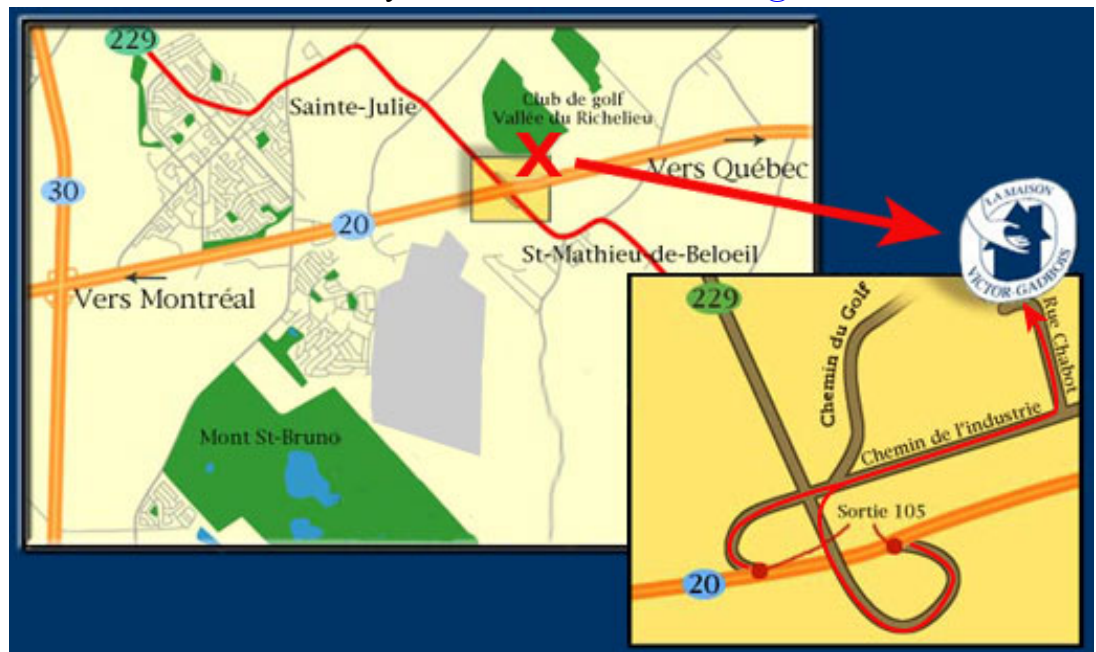 229
Sainte-Julie
Club de golf
Vallée du Richelieu
X
Vers Québec
30
20
St-Mathieu-de-Beloeil
Vers Montréal
Mont St-Bruno
LA MAISON
VICTOR-GADBOIS
229
Chemin du Golf
Rue Chabot
Chemin de l'industrie
Sortie 105
20